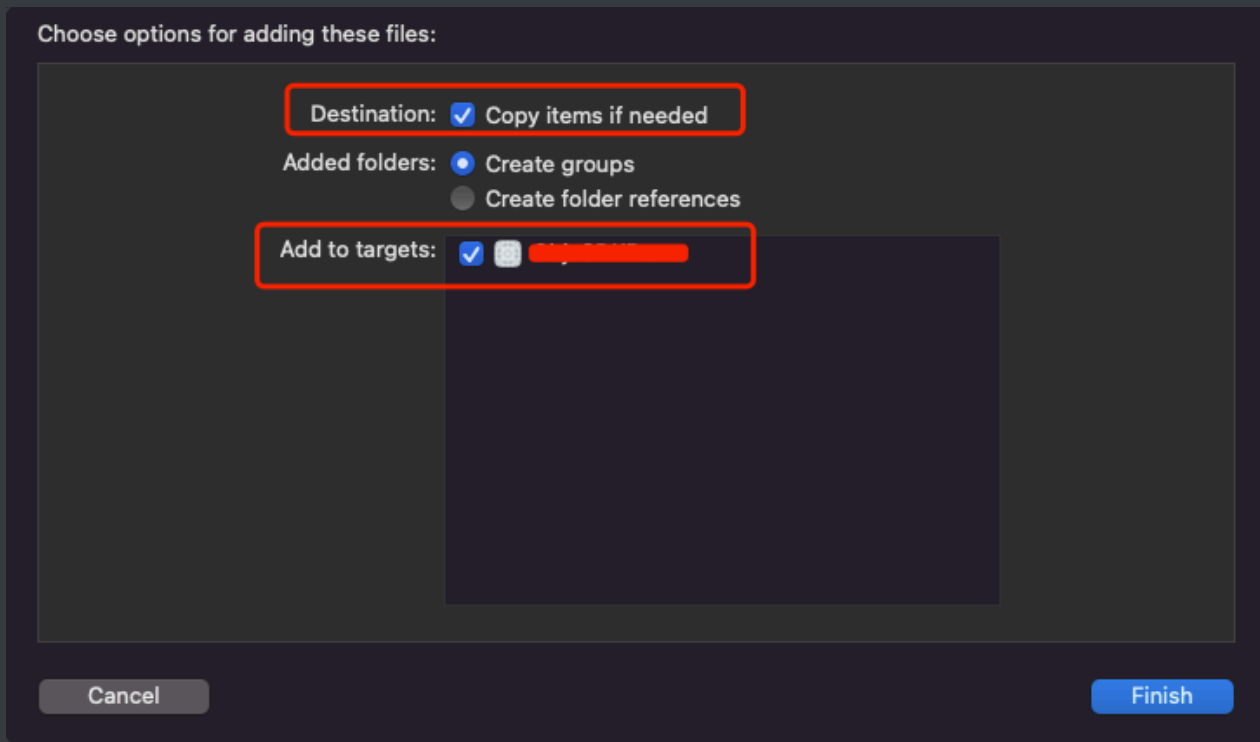 Choose options for adding these files:
Destination: Copy items if needed
Added folders: Create groups
Create folder references
Add to targets:
Cancel
Finish